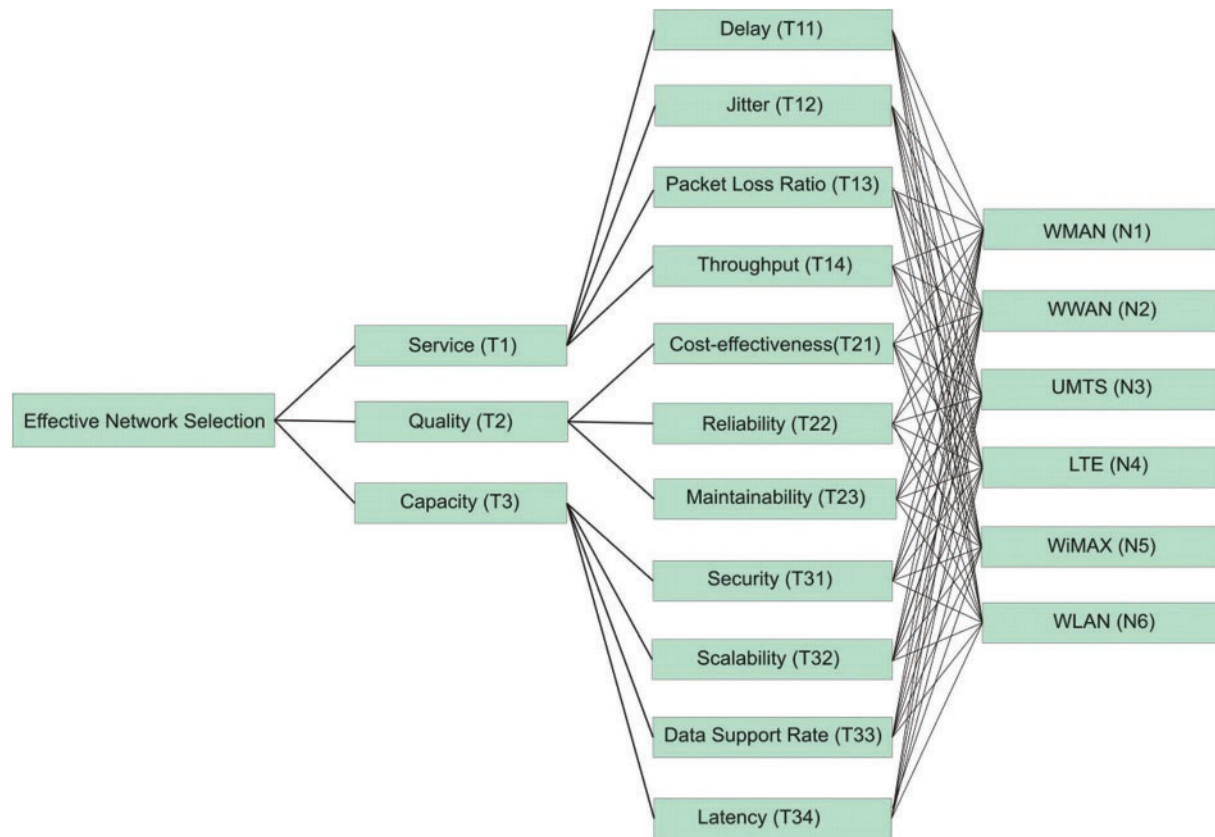 Effective Network Selection
Service (T1)
Quality (T2)
Capacity (T3)
Delay (T11)
Jitter (T12)
Packet Loss Ratio (T13)
Throughput (T14)
Cost-effectiveness(T21)
Reliability (T22)
Maintainability (T23)
Security (T31)
Scalability (T32)
Data Support Rate (T33)
Latency (T34)
WMAN (N1)
WWAN (N2)
UMTS (N3)
LTE (N4)
WiMAX (N5)
WLAN (N6)